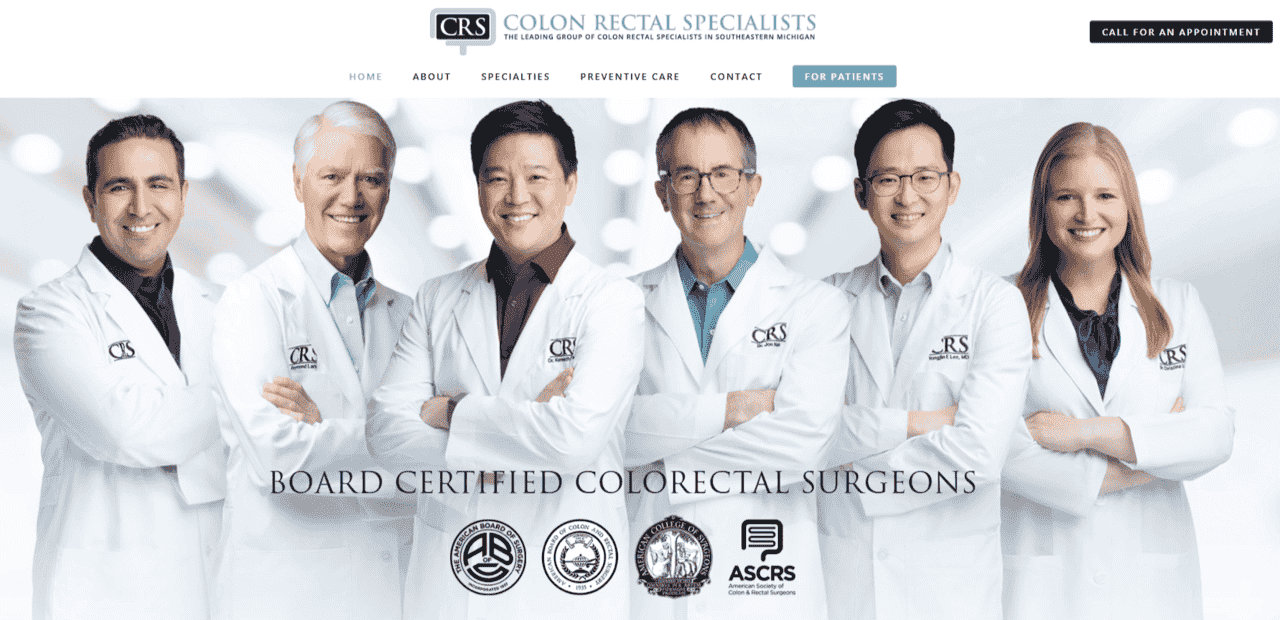 CRS
COLON RECTAL SPECIALISTS
THE LEADING GROUP OF COLON RECTAL SPECIALISTS IN SOUTHEASTERN MICHIGAN
CALL FOR AN APPOINTMENT
HOME ABOUT SPECIALTIES PREVENTIVE CARE CONTACT FOR PATIENTS
CRS
CRS
CRS
CRS
CRS
CRS
BOARD CERTIFIED COLORECTAL SURGEONS
THE AMERICAN BOARD OF SURGERY
INCORPORATED 1937
AMERICAN BOARD OF COLON AND RECTAL SURGERY
1935
AMERICAN COLLEGE OF SURGEONS
ASCRS
American Society of
Colon & Rectal Surgeons